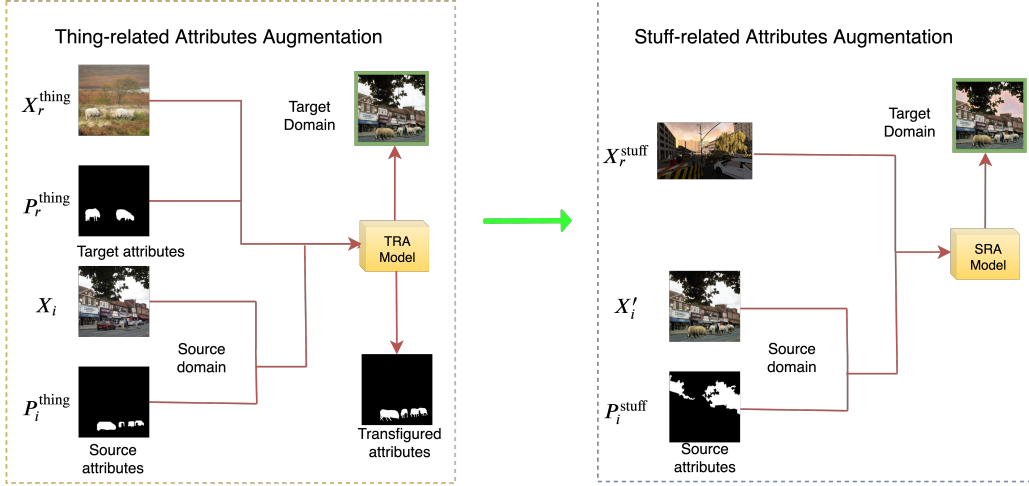 Thing-related Attributes Augmentation
X_r^thing
Target
Domain
P_r^thing
Target attributes
TRA
Model
X_i
Source
domain
P_i^thing
Source
attributes
Transfigured
attributes
Stuff-related Attributes Augmentation
Target
Domain
X_r^stuff
SRA
Model
X_i′
Source
domain
P_i^stuff
Source
attributes